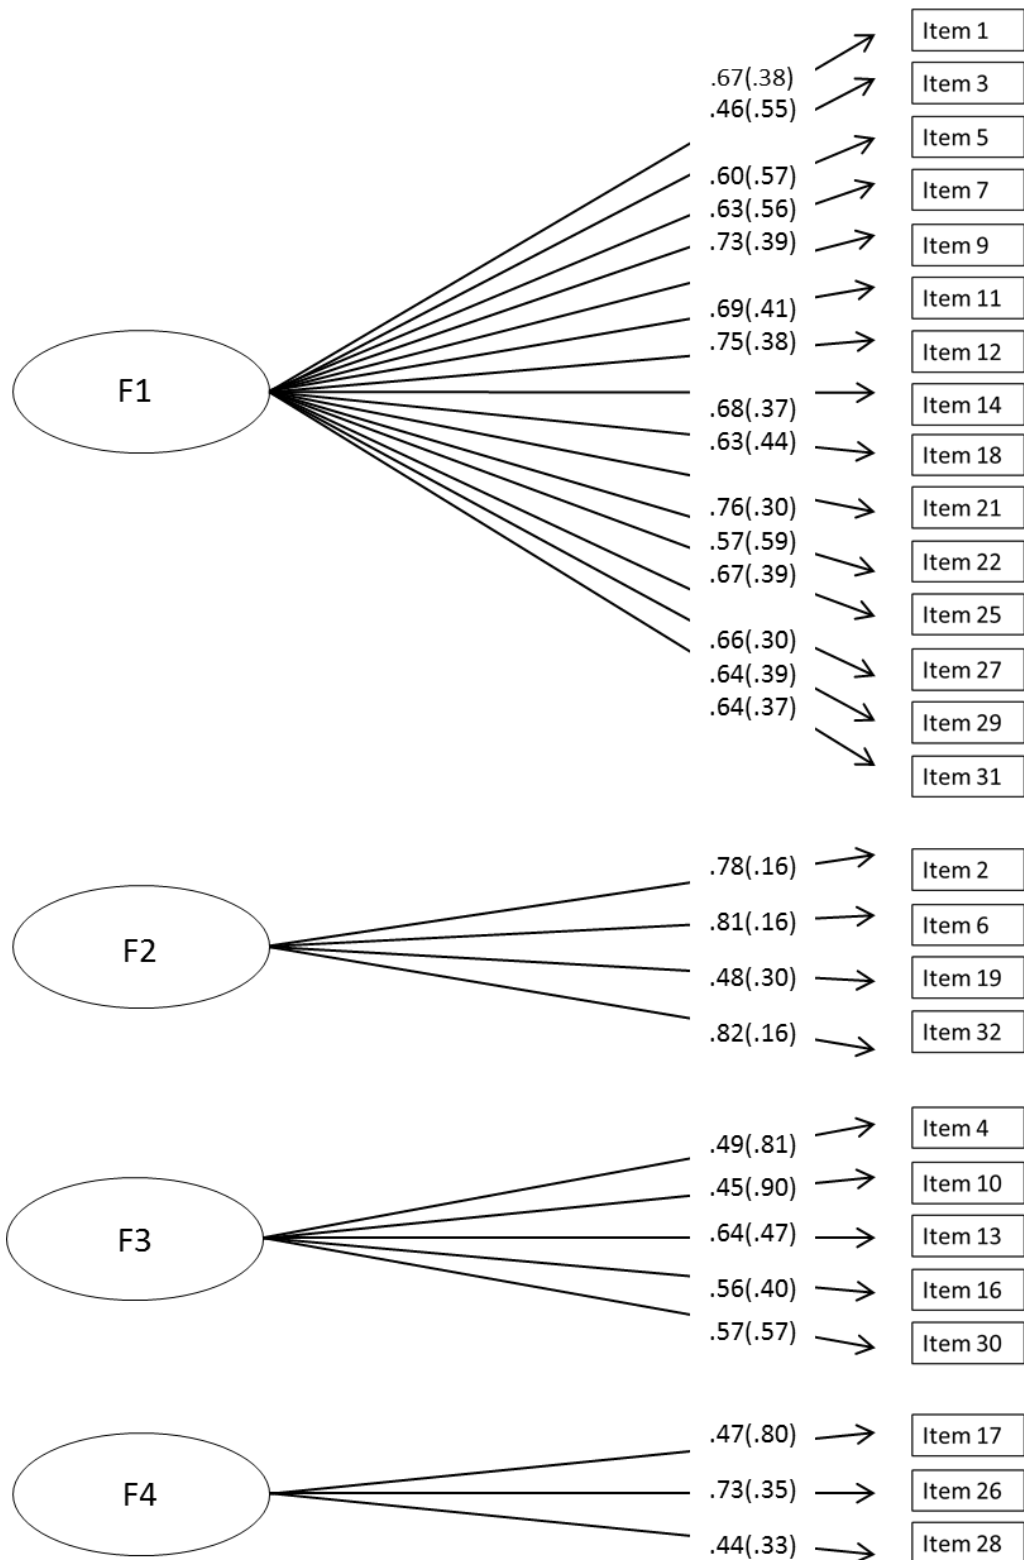 F1
.67(.38)
.46(.55)
.60(.57)
.63(.56)
.73(.39)
.69(.41)
.75(.38)
.68(.37)
.63(.44)
.76(.30)
.57(.59)
.67(.39)
.66(.30)
.64(.39)
.64(.37)
Item 1
Item 3
Item 5
Item 7
Item 9
Item 11
Item 12
Item 14
Item 18
Item 21
Item 22
Item 25
Item 27
Item 29
Item 31
F2
.78(.16)
.81(.16)
.48(.30)
.82(.16)
Item 2
Item 6
Item 19
Item 32
F3
.49(.81)
.45(.90)
.64(.47)
.56(.40)
.57(.57)
Item 4
Item 10
Item 13
Item 16
Item 30
F4
.47(.80)
.73(.35)
.44(.33)
Item 17
Item 26
Item 28